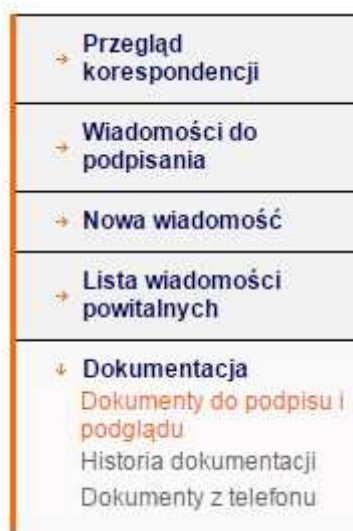 Przegląd
korespondencji
Wiadomości do
podpisania
Nowa wiadomość
Lista wiadomości
powitalnych
Dokumentacja
Dokumenty do podpisu i
podglądu
Historia dokumentacji
Dokumenty z telefonu